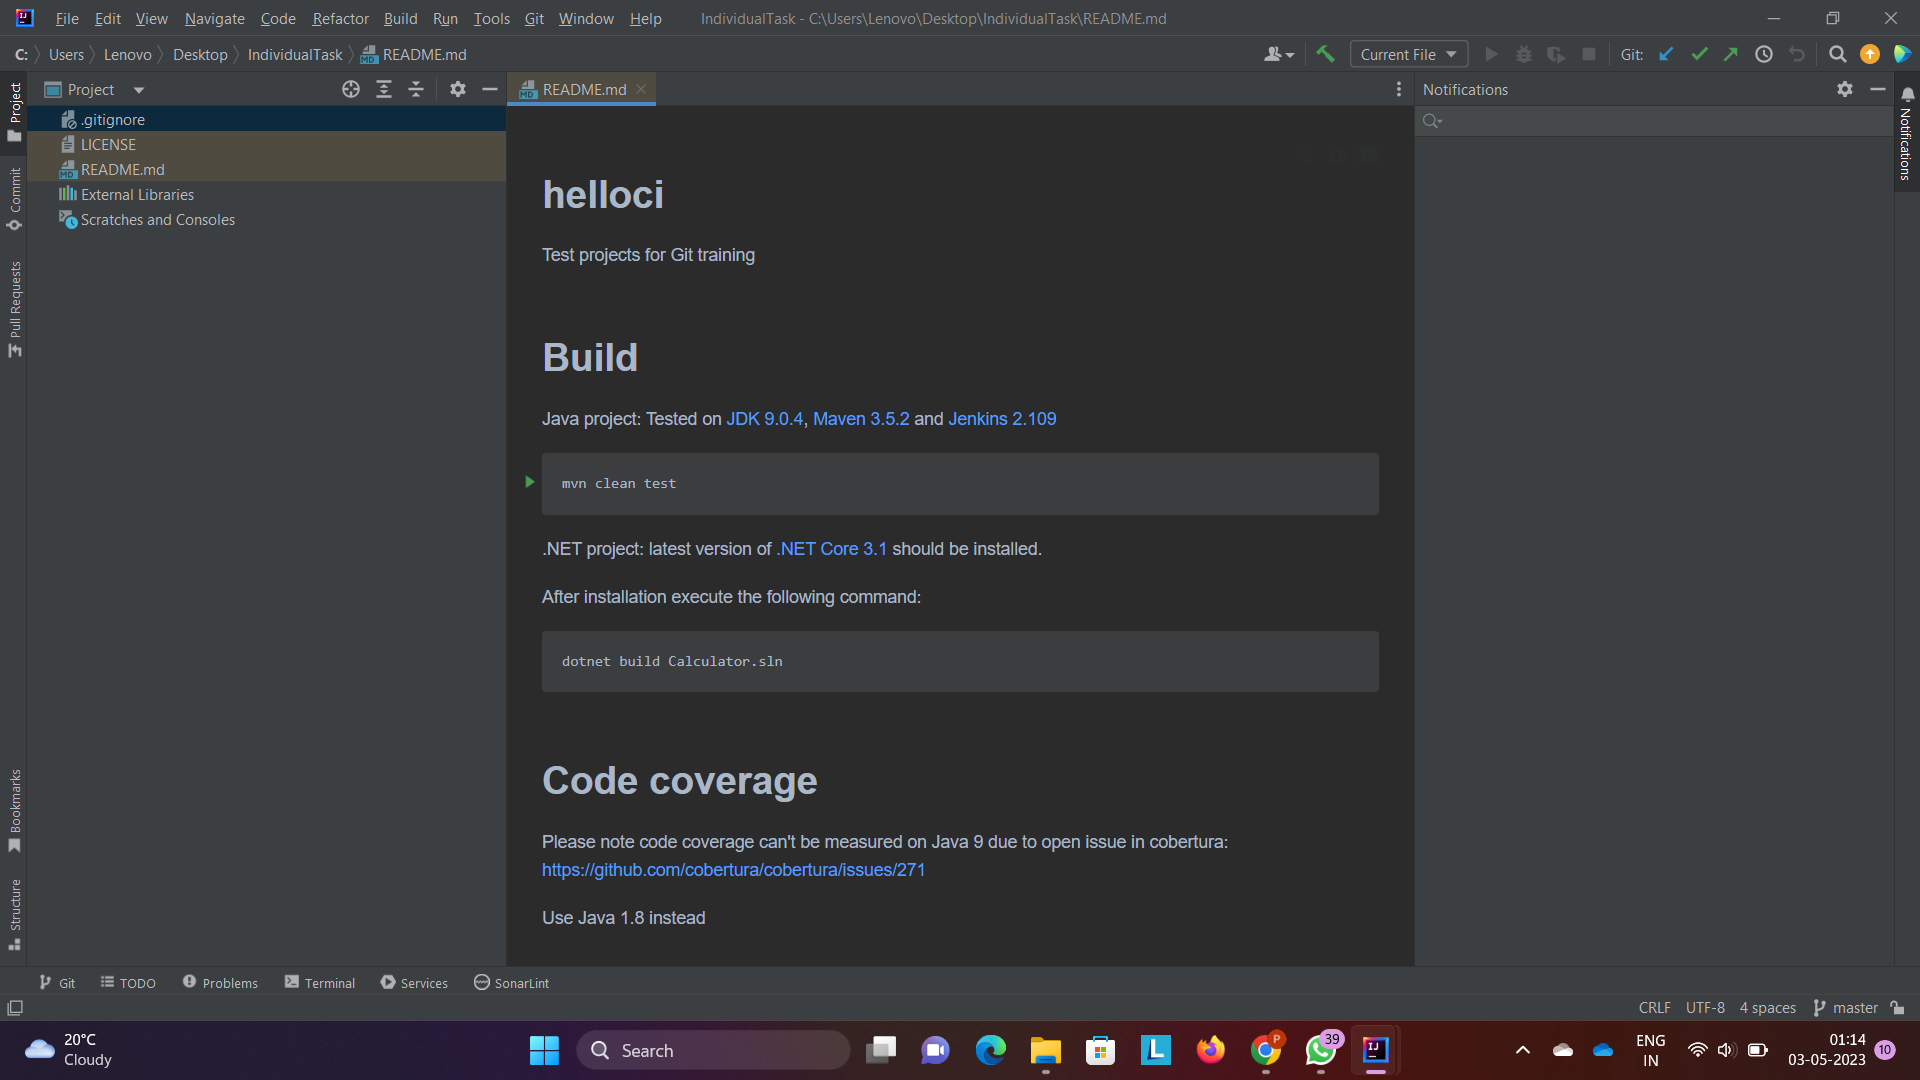 File Edit View Navigate Code Refactor Build Run Tools Git Window Help IndividualTask - C:\Users\Lenovo\Desktop\IndividualTask\README.md
C: Users Lenovo Desktop IndividualTask README.md Current File Git:
Project
README.md
Notifications
.gitignore
LICENSE
README.md
External Libraries
Scratches and Consoles
Project
Commit
Pull Requests
Bookmarks
Structure
helloci
Test projects for Git training
Build
Java project: Tested on JDK 9.0.4, Maven 3.5.2 and Jenkins 2.109
mvn clean test
.NET project: latest version of .NET Core 3.1 should be installed.
After installation execute the following command:
dotnet build Calculator.sln
Code coverage
Please note code coverage can't be measured on Java 9 due to open issue in cobertura:
https://github.com/cobertura/cobertura/issues/271
Use Java 1.8 instead
Notifications
Git TODO Problems Terminal Services SonarLint
CRLF UTF-8 4 spaces master
20°C
Cloudy
Search
39
ENG
IN
01:14
03-05-2023
10